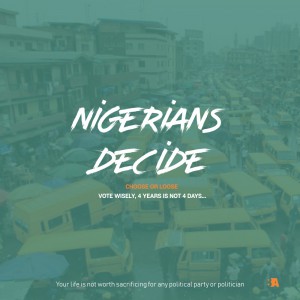 NIGERIANS
DECIDE
CHOOSE OR LOOSE
VOTE WISELY, 4 YEARS IS NOT 4 DAYS...
Your life is not worth sacrificing for any political party or politician